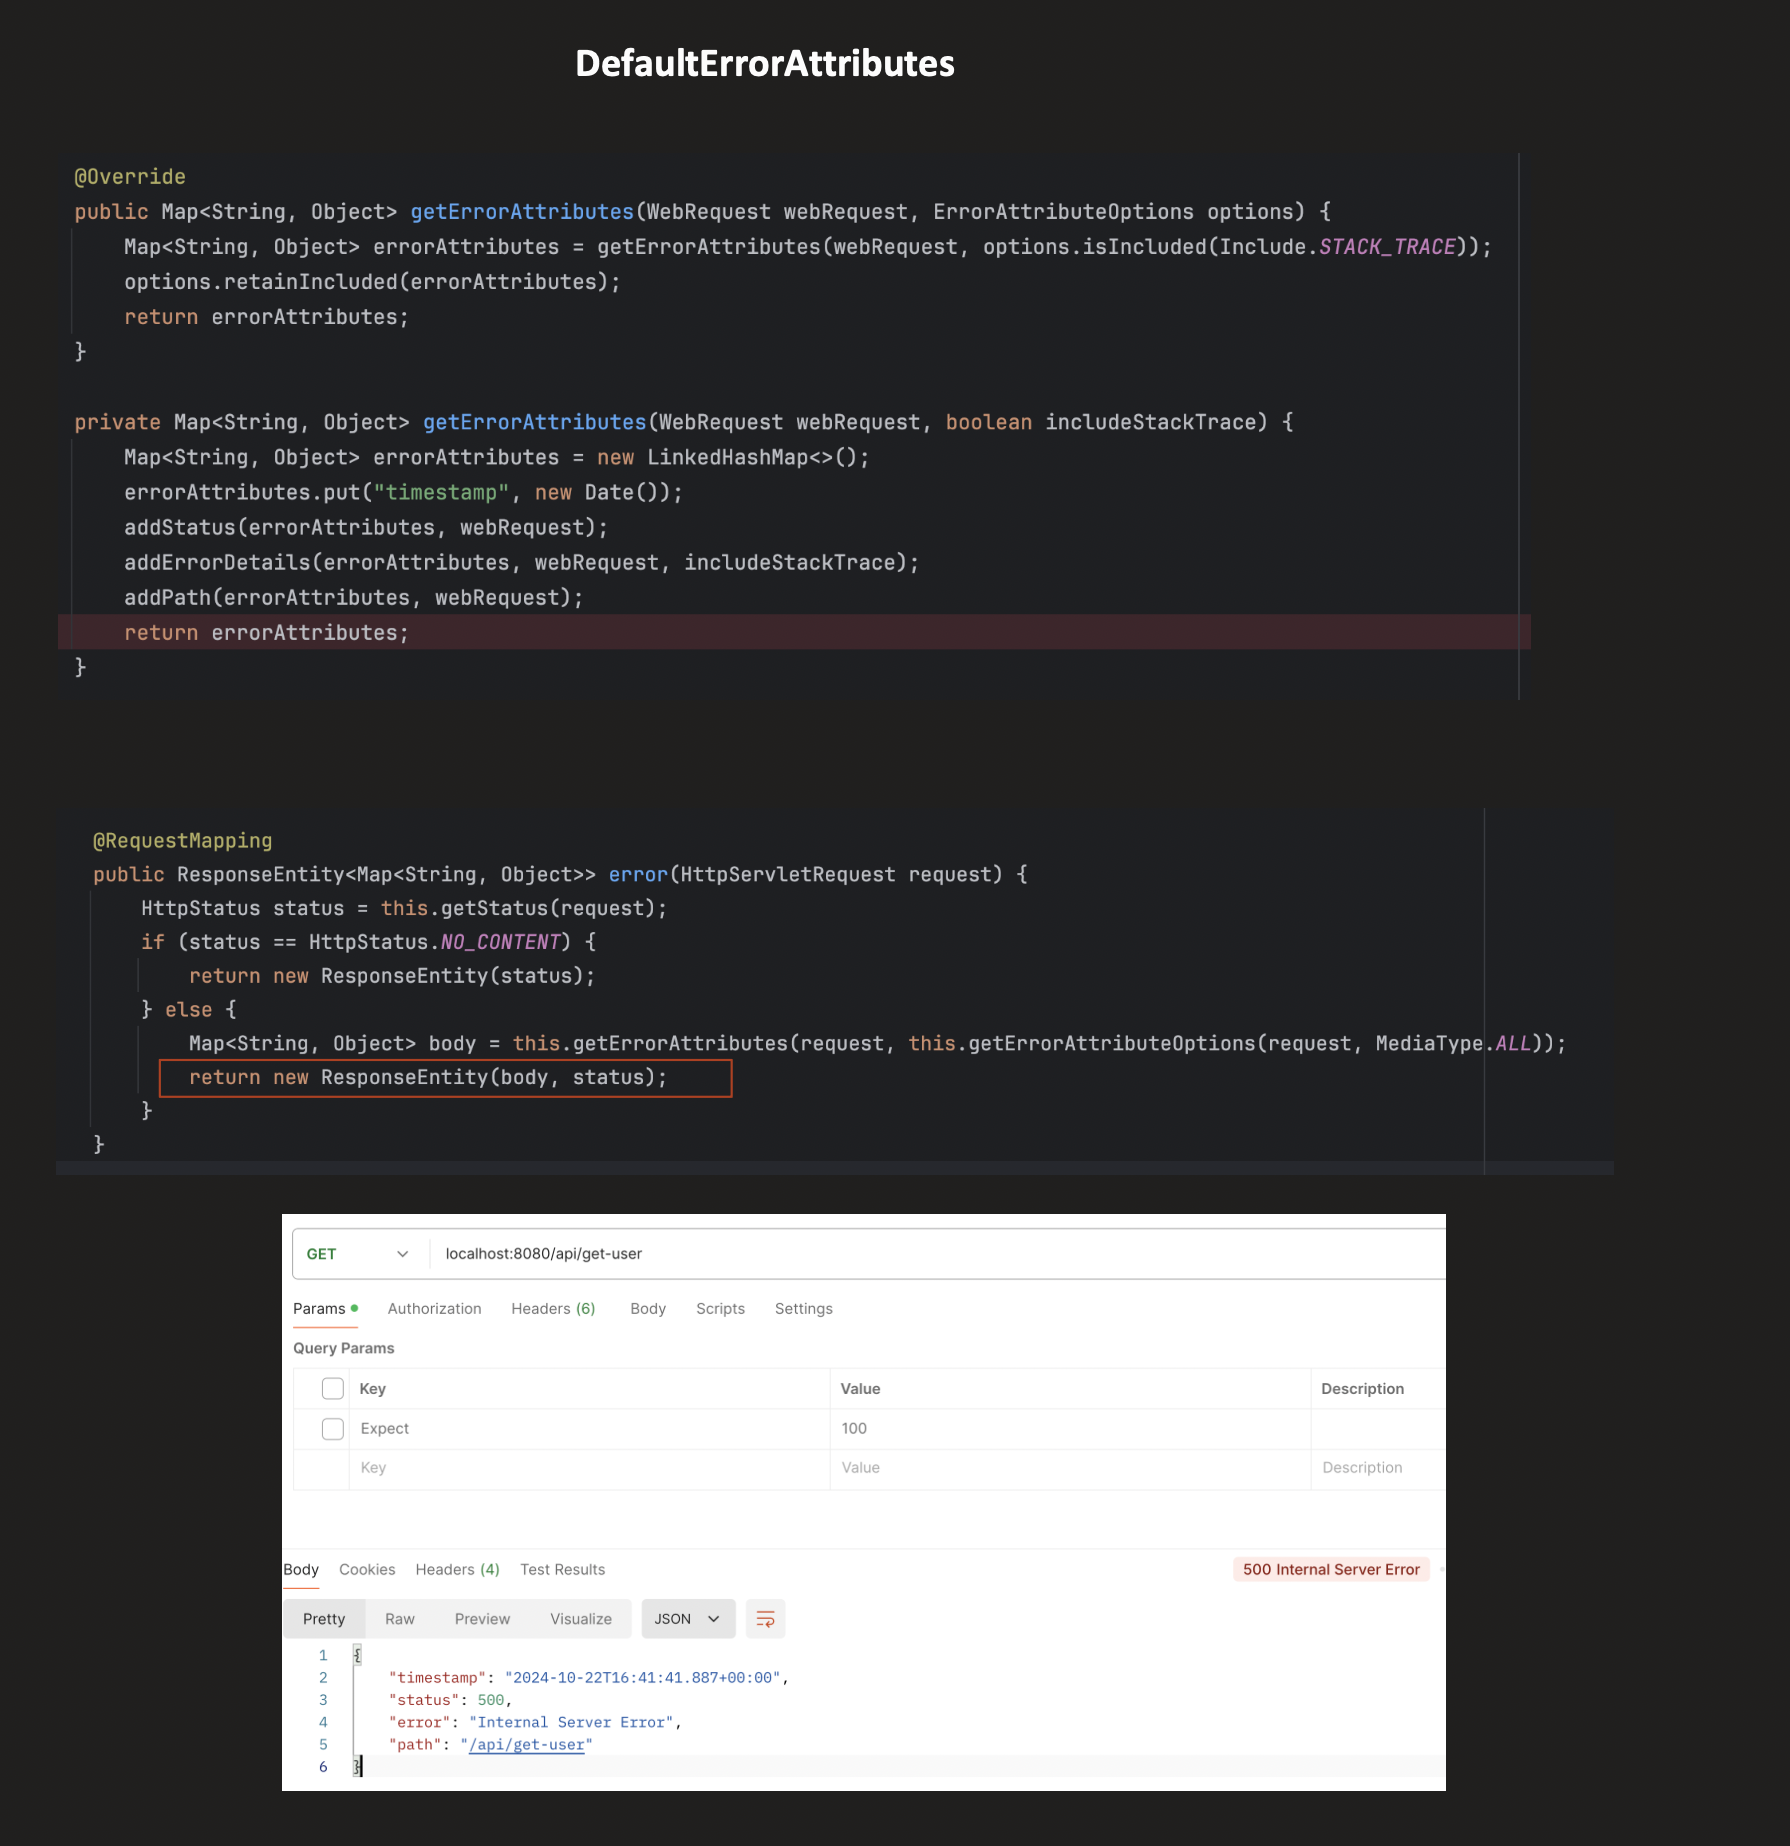 DefaultErrorAttributes
@Override
public Map<String, Object> getErrorAttributes(WebRequest webRequest, ErrorAttributeOptions options) {
    Map<String, Object> errorAttributes = getErrorAttributes(webRequest, options.isIncluded(Include.STACK_TRACE));
    options.retainIncluded(errorAttributes);
    return errorAttributes;
}
private Map<String, Object> getErrorAttributes(WebRequest webRequest, boolean includeStackTrace) {
    Map<String, Object> errorAttributes = new LinkedHashMap<>();
    errorAttributes.put("timestamp", new Date());
    addStatus(errorAttributes, webRequest);
    addErrorDetails(errorAttributes, webRequest, includeStackTrace);
    addPath(errorAttributes, webRequest);
    return errorAttributes;
}
@RequestMapping
public ResponseEntity<Map<String, Object>> error(HttpServletRequest request) {
    HttpStatus status = this.getStatus(request);
    if (status == HttpStatus.NO_CONTENT) {
        return new ResponseEntity(status);
    } else {
        Map<String, Object> body = this.getErrorAttributes(request, this.getErrorAttributeOptions(request, MediaType.ALL));
        return new ResponseEntity(body, status);
    }
}
GET localhost:8080/api/get-user
Params Authorization Headers (6) Body Scripts Settings
Query Params
Key Value Description
Expect 100
Key Value Description
Body Cookies Headers (4) Test Results 500 Internal Server Error
Pretty Raw Preview Visualize JSON
1 {
2 "timestamp": "2024-10-22T16:41:41.887+00:00",
3 "status": 500,
4 "error": "Internal Server Error",
5 "path": "/api/get-user"
6 }